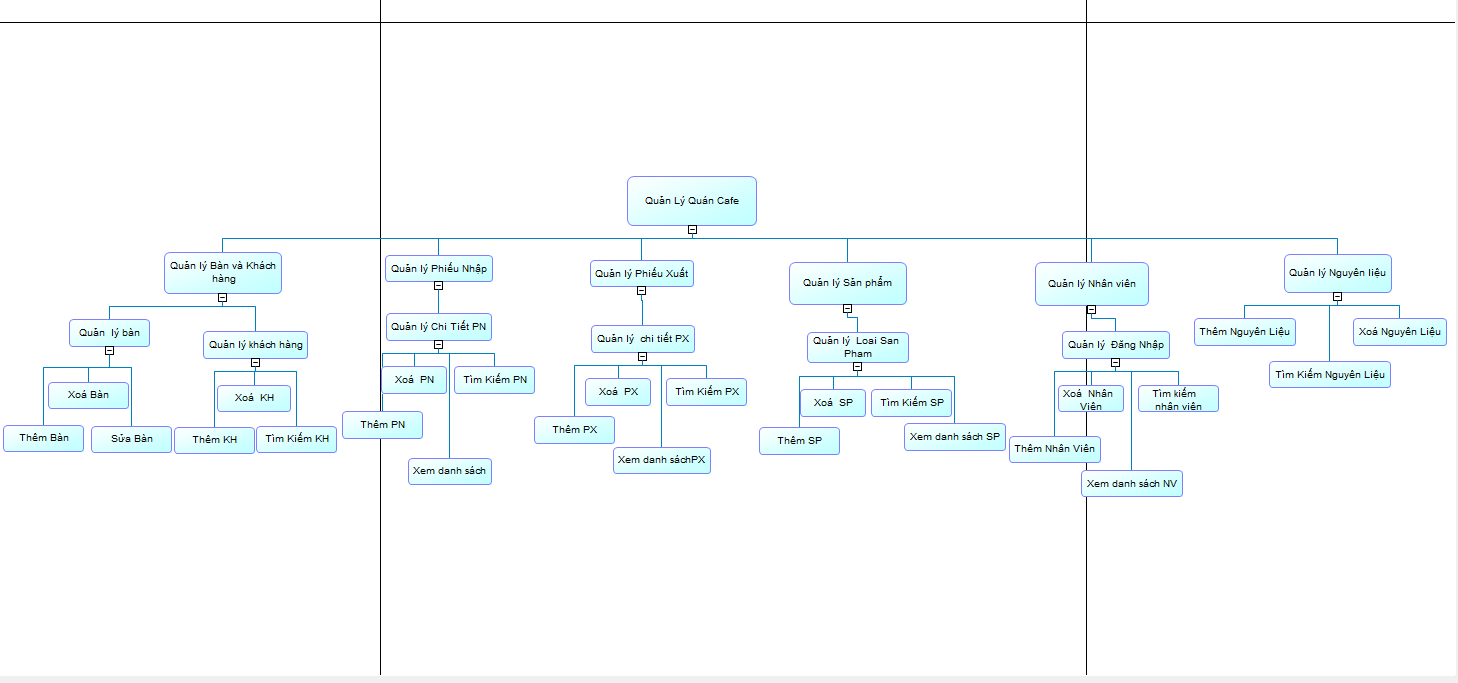 Quản Lý Quán Cafe
Quản lý Bàn và Khách
hàng
Quản lý Phiếu Nhập
Quản lý Phiếu Xuất
Quản lý Sản phẩm
Quản lý Nhân viên
Quản lý Nguyên liệu
Quản lý bàn
Quản lý khách hàng
Quản lý Chi Tiết PN
Quản lý chi tiết PX
Quản lý Loai San
Pham
Quản lý Đăng Nhập
Thêm Nguyên Liệu
Xoá Nguyên Liệu
Tìm Kiếm Nguyên Liệu
Xoá Bàn
Thêm Bàn
Sửa Bàn
Xoá KH
Thêm KH
Tìm Kiếm KH
Xoá PN
Tìm Kiếm PN
Thêm PN
Xem danh sách
Xoá PX
Tìm Kiếm PX
Thêm PX
Xem danh sáchPX
Xoá SP
Tìm Kiếm SP
Thêm SP
Xem danh sách SP
Xoá Nhân
Viên
Tìm kiếm
nhân viên
Thêm Nhân Viên
Xem danh sách NV